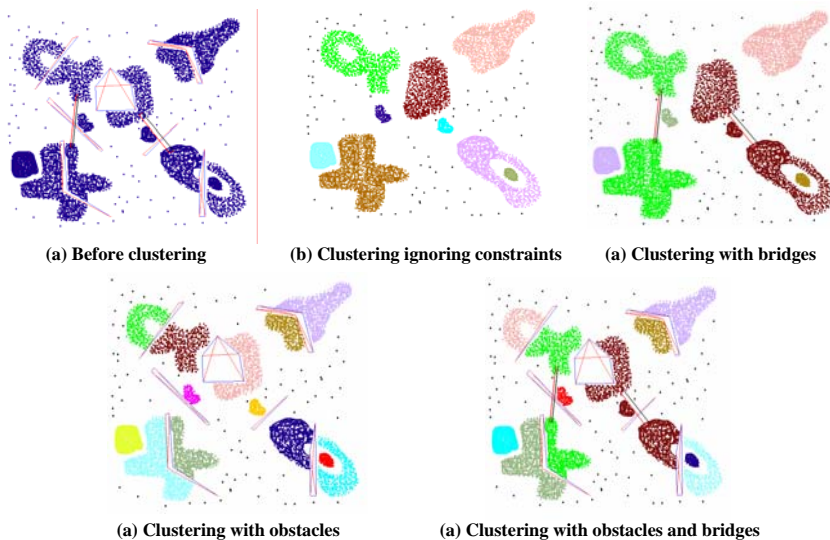 (a) Before clustering
(b) Clustering ignoring constraints
(a) Clustering with bridges
(a) Clustering with obstacles
(a) Clustering with obstacles and bridges